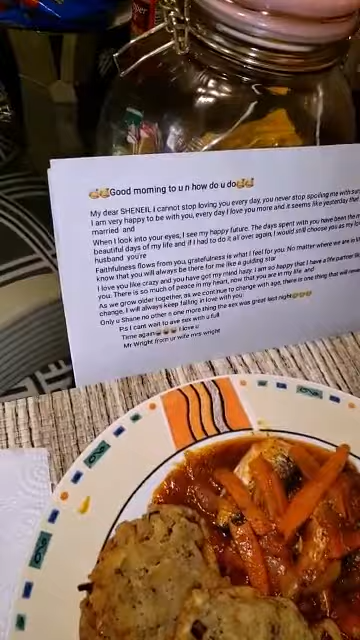 Good morning to u n how do u do
My dear SHENEIL I cannot stop loving you every day, you never stop spoiling me with
I am very happy to be with you, every day I love you more and it seems like yesterday that
married and
When I look into your eyes, I see my happy future. The days spent with you have been the
beautiful days of my life and if I had to do it all over again, I would still choose you as my
husband you're
Faithfulness flows from you, gratefulness is what I feel for you. No matter where we are in
know that you will always be there for me like a guiding star
I love you like crazy and you have got my mind hazy. I am so happy that I have a life partner
you. There is so much of peace in my heart, now that you are in my life and
As we grow older together, as we continue to change with age, there is one thing that will
change. I will always keep falling in love with you:
Only u Shane no other n one more thing the sex was great last night
P.s I cant wait to ave sex with u full
Time again I love u
Mr Wright from ur wife mrs wright